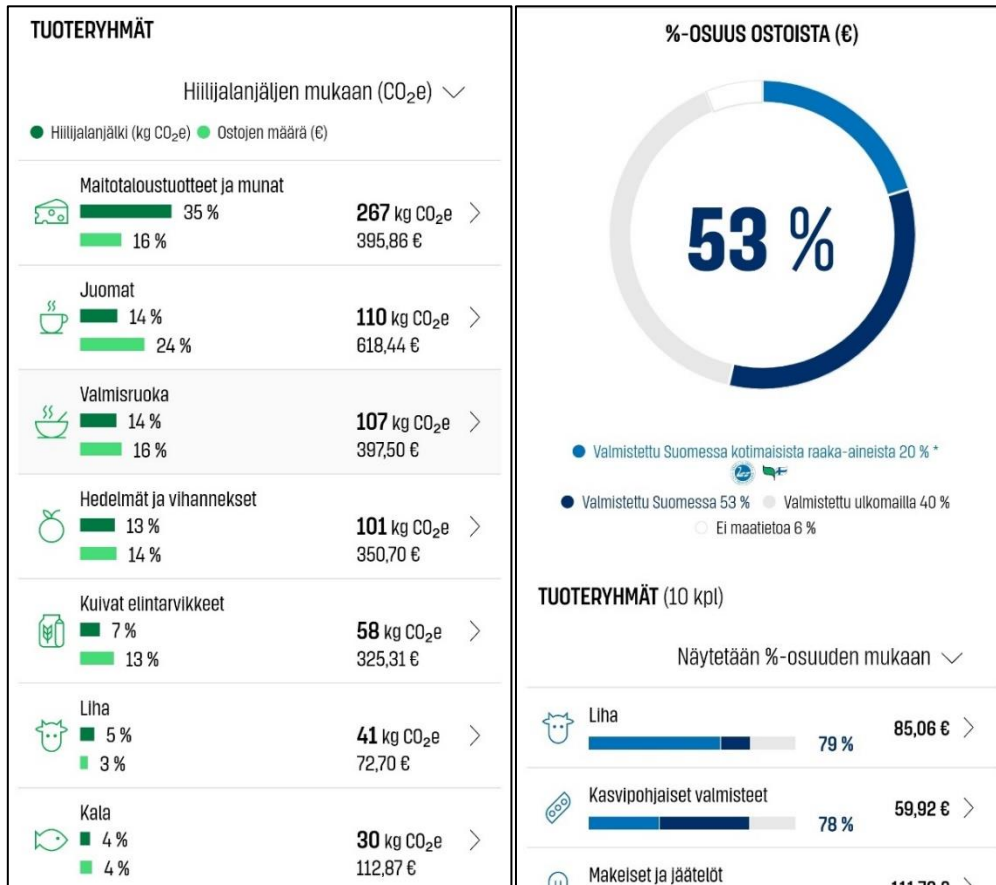 TUOTERYHMÄT
Hiilijalanjäljen mukaan (CO₂e)
Hiilijalanjälki (kg CO₂e) Ostojen määrä (€)
Maitotaloustuotteet ja munat
35 % 267 kg CO₂e
16 % 395,86 €
Juomat
14 % 110 kg CO₂e
24 % 618,44 €
Valmisruoka
14 % 107 kg CO₂e
16 % 397,50 €
Hedelmät ja vihannekset
13 % 101 kg CO₂e
14 % 350,70 €
Kuivat elintarvikkeet
7 % 58 kg CO₂e
13 % 325,31 €
Liha
5 % 41 kg CO₂e
3 % 72,70 €
Kala
4 % 30 kg CO₂e
4 % 112,87 €
%-OSUUS OSTOISTA (€)
53 %
Valmistettu Suomessa kotimaisista raaka-aineista 20 % *
Valmistettu Suomessa 53 % Valmistettu ulkomailla 40 %
Ei maatietoa 6 %
TUOTERYHMÄT (10 kpl)
Näytetään %-osuuden mukaan
Liha
79 % 85,06 €
Kasvipohjaiset valmisteet
78 % 59,92 €
Makeiset ja jäätelöt